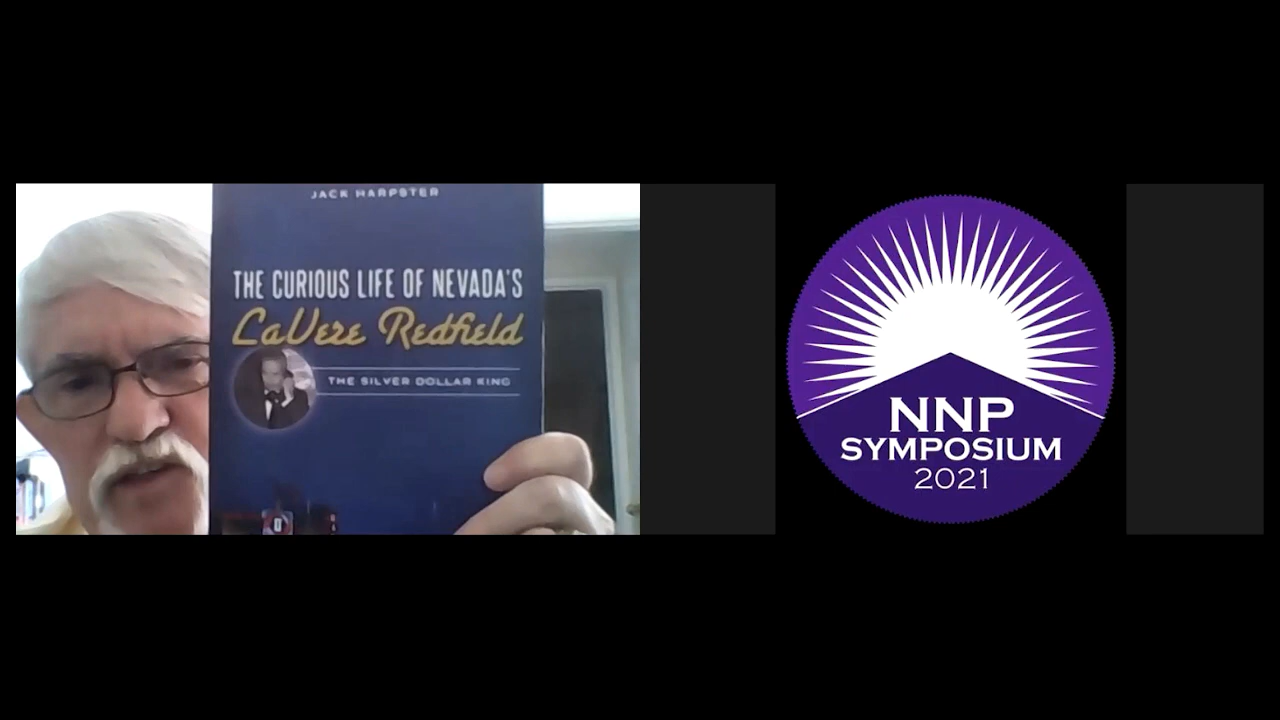 JACK HARPSTER
THE CURIOUS LIFE OF NEVADA'S
LaVere Redfield
THE SILVER DOLLAR KING
NNP
SYMPOSIUM
2021